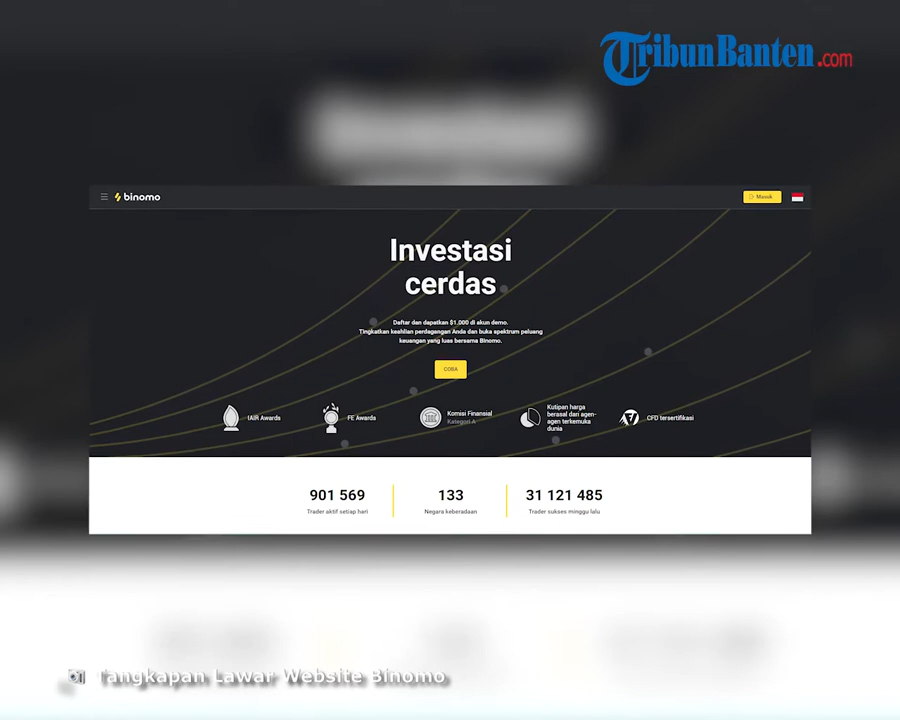 TribunBanten.com
binomo
Masuk
Investasi
cerdas
Daftar dan dapatkan $1.000 di akun demo.
Tingkatkan keahlian perdagangan Anda dan buka spektrum peluang
keuangan yang luas bersama Binomo.
COBA
IAIR Awards
FE Awards
Komisi Finansial
Kategori A
Kutipan harga
berasal dari agen-
agen terkemuka
dunia
CFD tersertifikasi
901 569
Trader aktif setiap hari
133
Negara keberadaan
31 121 485
Trader sukses minggu lalu
Tangkapan Lawar Website Binomo